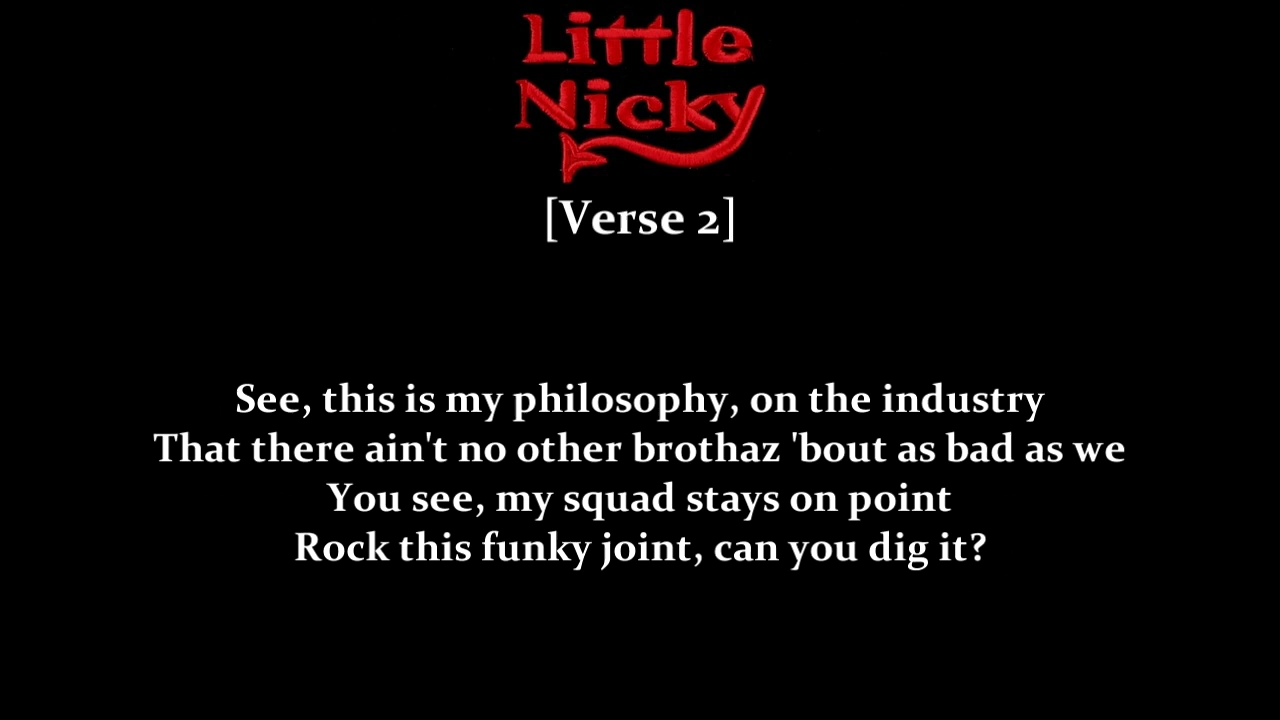 Little
Nicky
[Verse 2]
See, this is my philosophy, on the industry
That there ain't no other brothaz 'bout as bad as we
You see, my squad stays on point
Rock this funky joint, can you dig it?